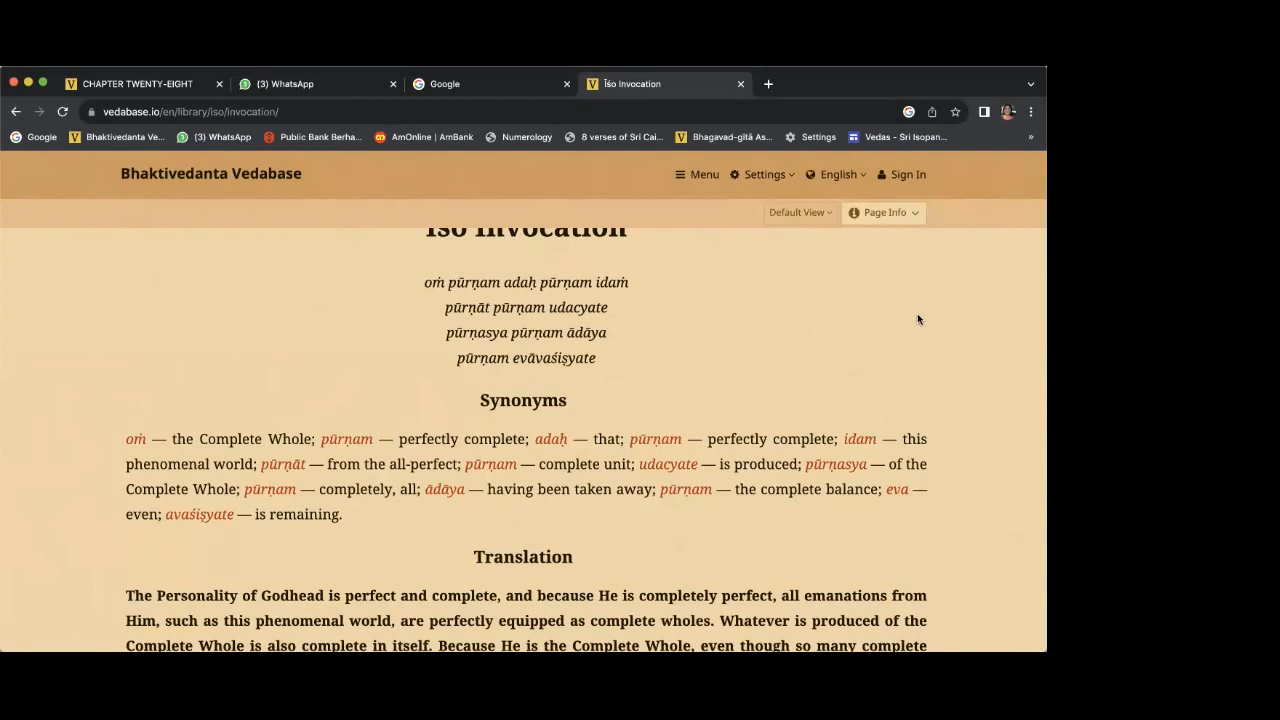 CHAPTER TWENTY-EIGHT
(3) WhatsApp
Google
Īśo Invocation
vedabase.io/en/library/iso/invocation/
Google
Bhaktivedanta Ve...
(3) WhatsApp
Public Bank Berha...
AmOnline | AmBank
Numerology
8 verses of Sri Cai...
Bhagavad-gītā As...
Settings
Vedas - Sri Isopan...
»
Bhaktivedanta Vedabase
Menu
Settings
English
Sign In
Default View
Page Info
Īśo Invocation
oṁ pūrṇam adaḥ pūrṇam idaṁ
pūrṇāt pūrṇam udacyate
pūrṇasya pūrṇam ādāya
pūrṇam evāvaśiṣyate
Synonyms
oṁ — the Complete Whole; pūrṇam — perfectly complete; adaḥ — that; pūrṇam — perfectly complete; idam — this
phenomenal world; pūrṇāt — from the all-perfect; pūrṇam — complete unit; udacyate — is produced; pūrṇasya — of the
Complete Whole; pūrṇam — completely, all; ādāya — having been taken away; pūrṇam — the complete balance; eva —
even; avaśiṣyate — is remaining.
Translation
The Personality of Godhead is perfect and complete, and because He is completely perfect, all emanations from
Him, such as this phenomenal world, are perfectly equipped as complete wholes. Whatever is produced of the
Complete Whole is also complete in itself. Because He is the Complete Whole, even though so many complete